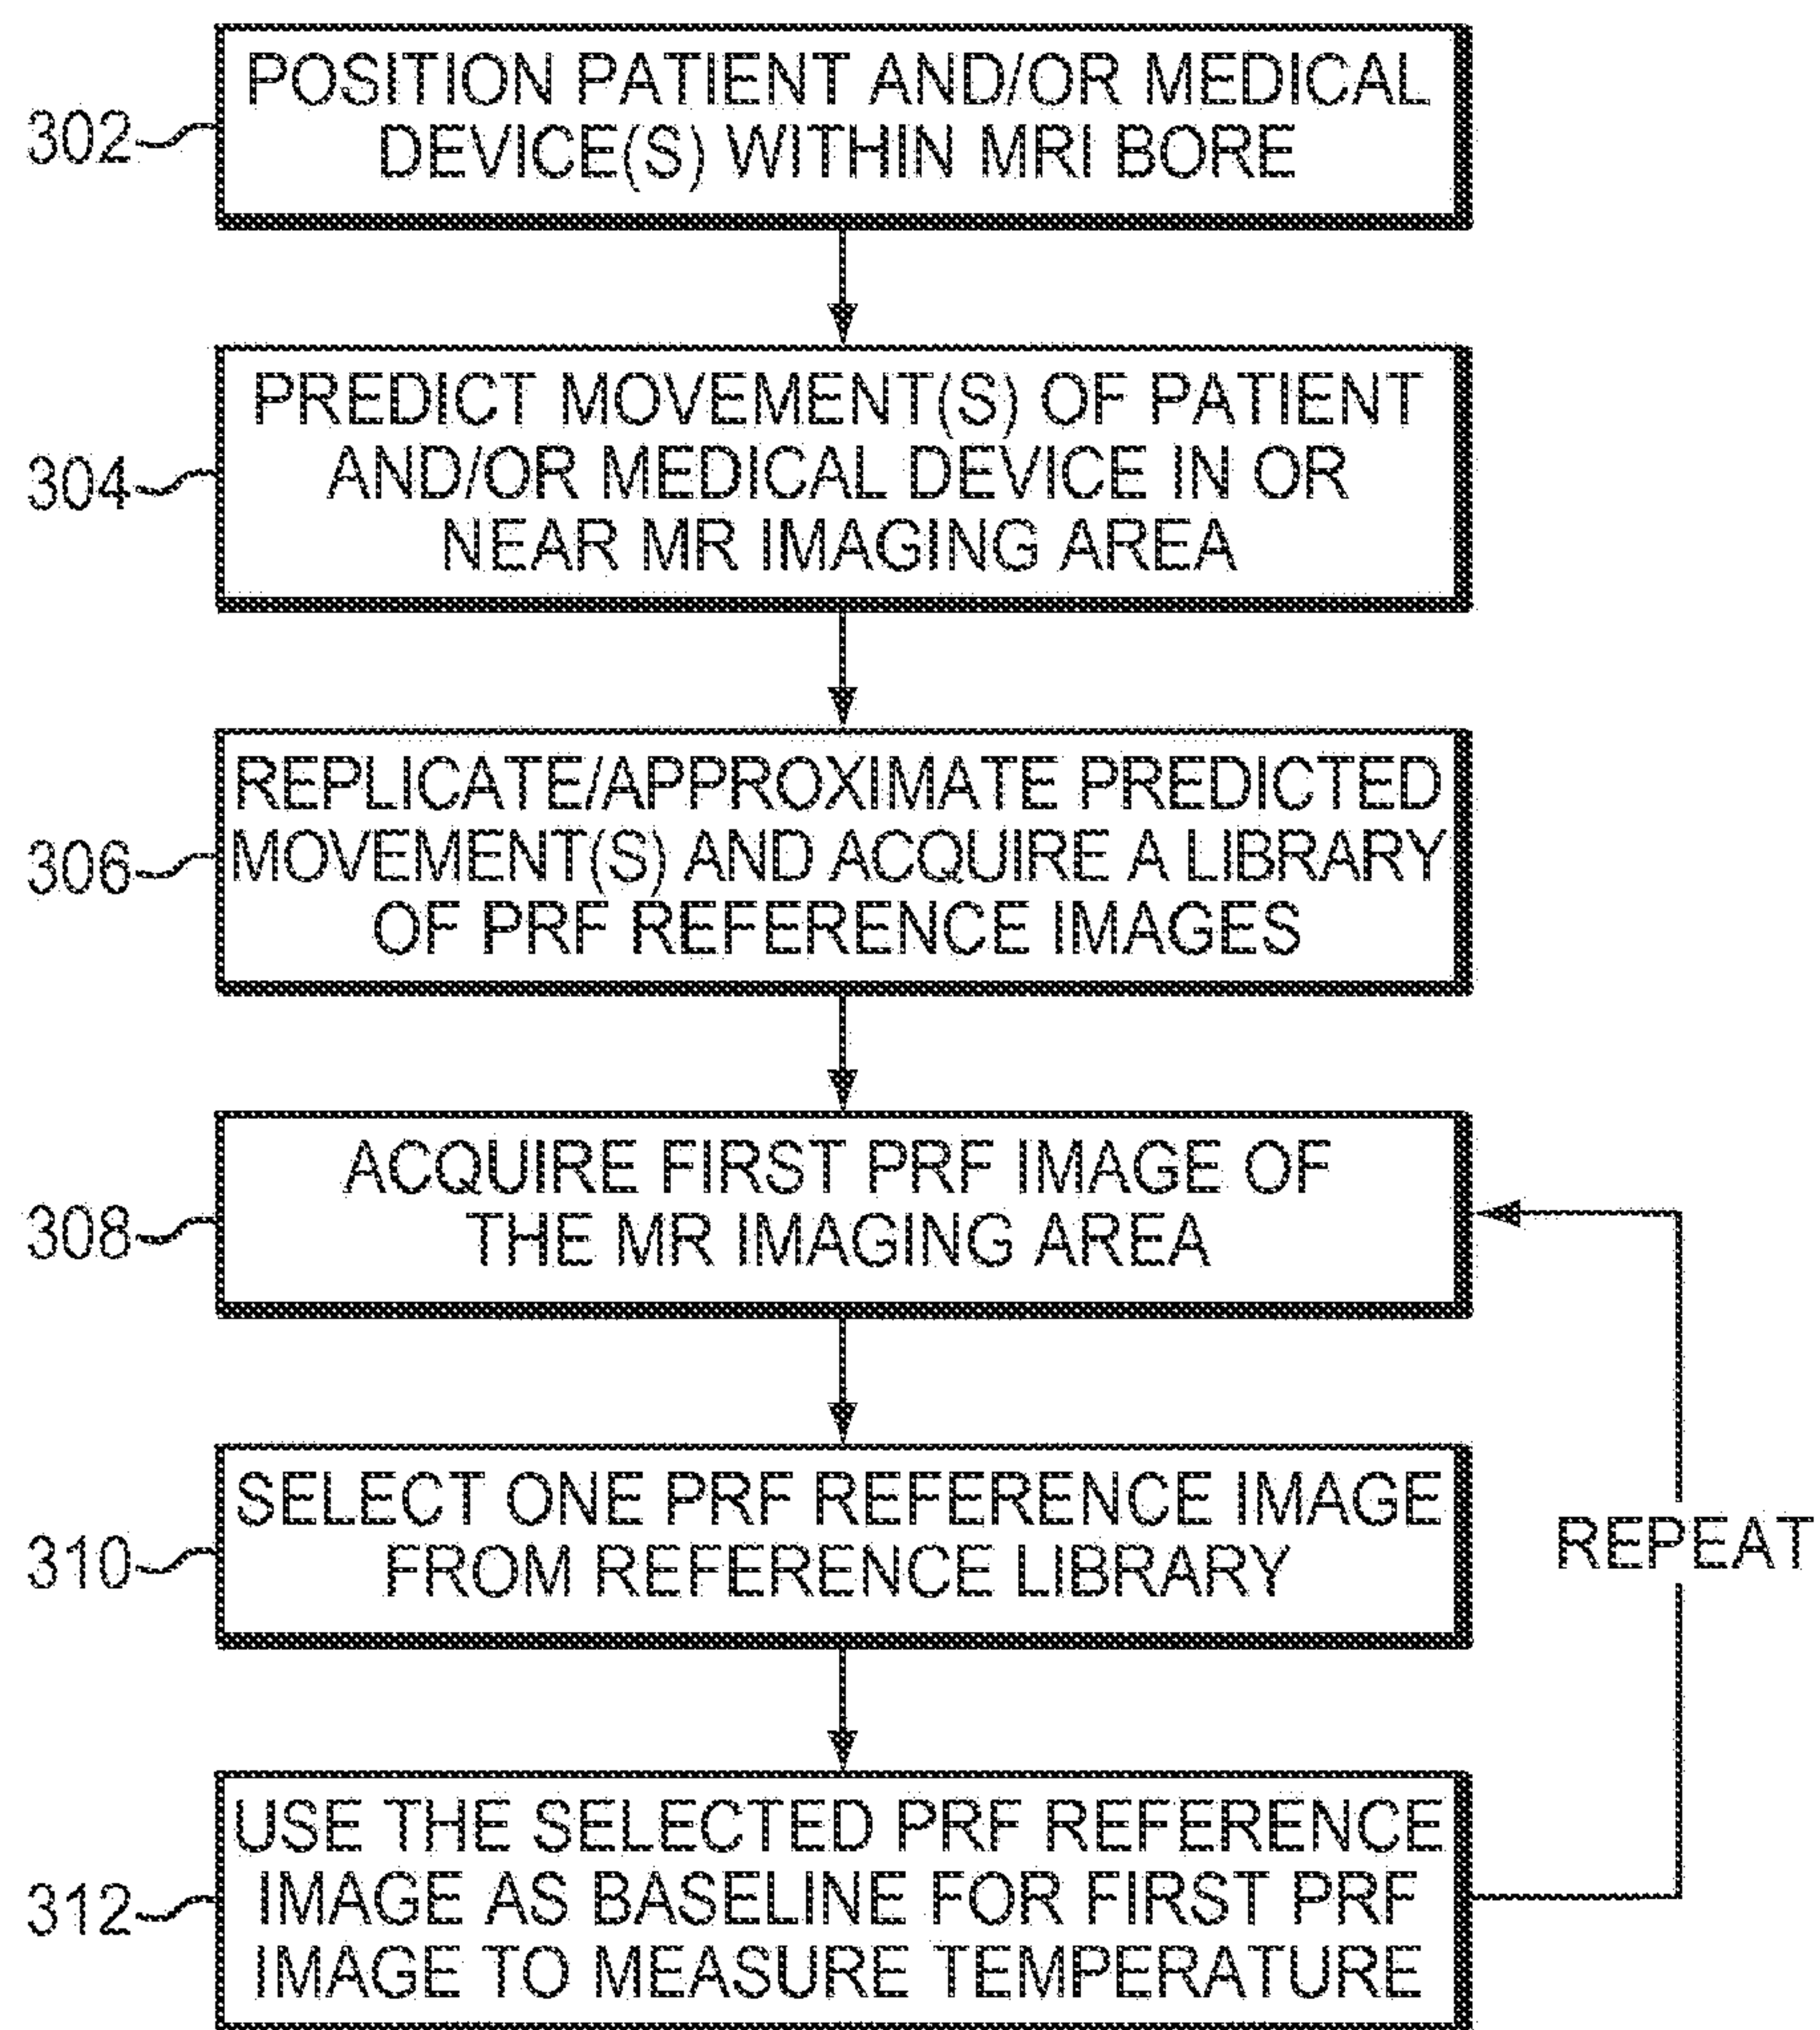 302
POSITION PATIENT AND/OR MEDICAL
DEVICE(S) WITHIN MRI BORE
304
PREDICT MOVEMENT(S) OF PATIENT
AND/OR MEDICAL DEVICE IN OR
NEAR MR IMAGING AREA
306
REPLICATE/APPROXIMATE PREDICTED
MOVEMENT(S) AND ACQUIRE A LIBRARY
OF PRF REFERENCE IMAGES
308
ACQUIRE FIRST PRF IMAGE OF
THE MR IMAGING AREA
310
SELECT ONE PRF REFERENCE IMAGE
FROM REFERENCE LIBRARY
REPEAT
312
USE THE SELECTED PRF REFERENCE
IMAGE AS BASELINE FOR FIRST PRF
IMAGE TO MEASURE TEMPERATURE